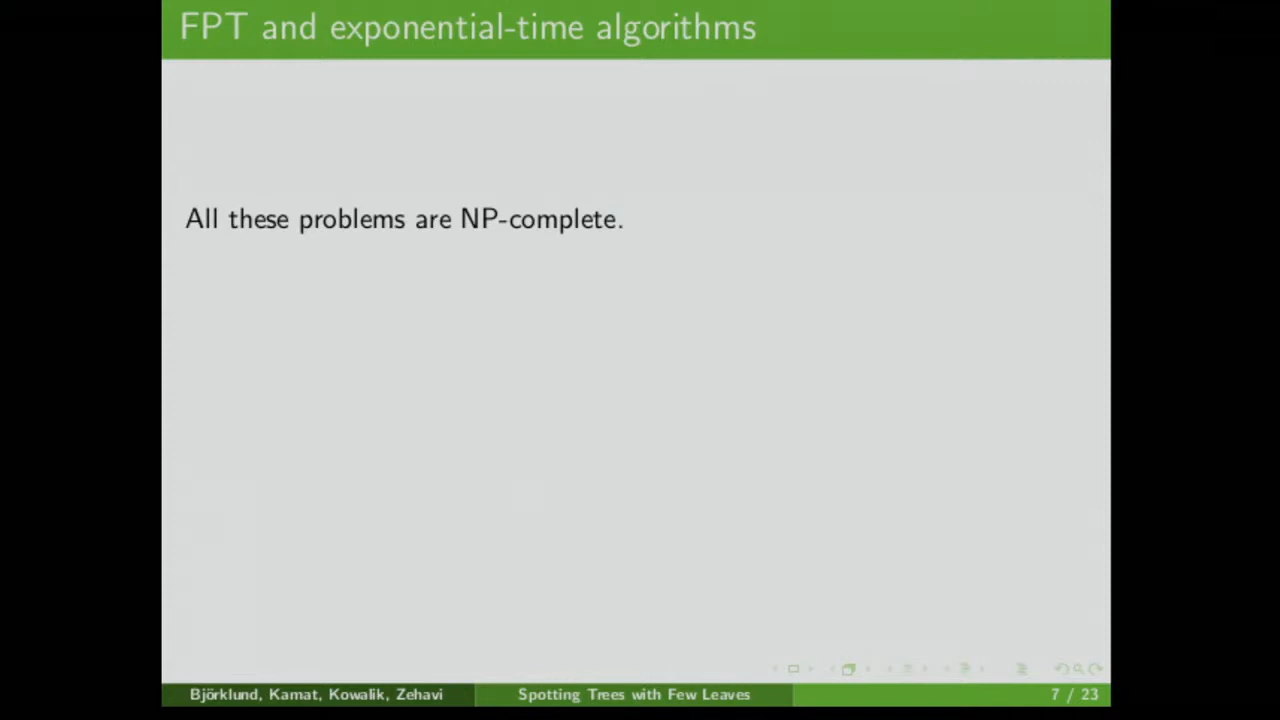 FPT and exponential-time algorithms
All these problems are NP-complete.
Björklund, Kamat, Kowalik, Zehavi
Spotting Trees with Few Leaves
7 / 23